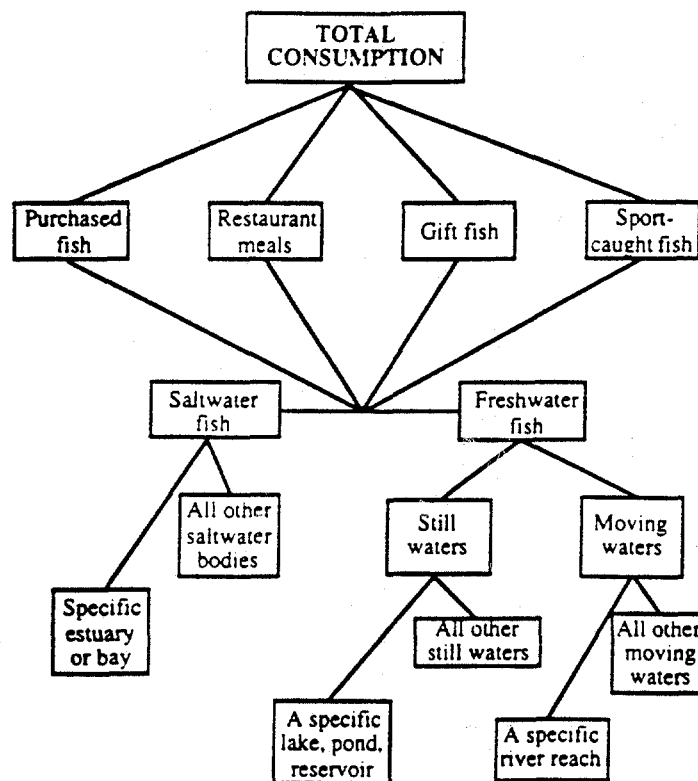 TOTAL
CONSUMPTION
Purchased
fish
Restaurant
meals
Gift fish
Sport-
caught fish
Saltwater
fish
Freshwater
fish
All other
saltwater
bodies
Specific
estuary
or bay
Still
waters
Moving
waters
All other
still waters
All other
moving
waters
A specific
lake, pond,
reservoir
A specific
river reach